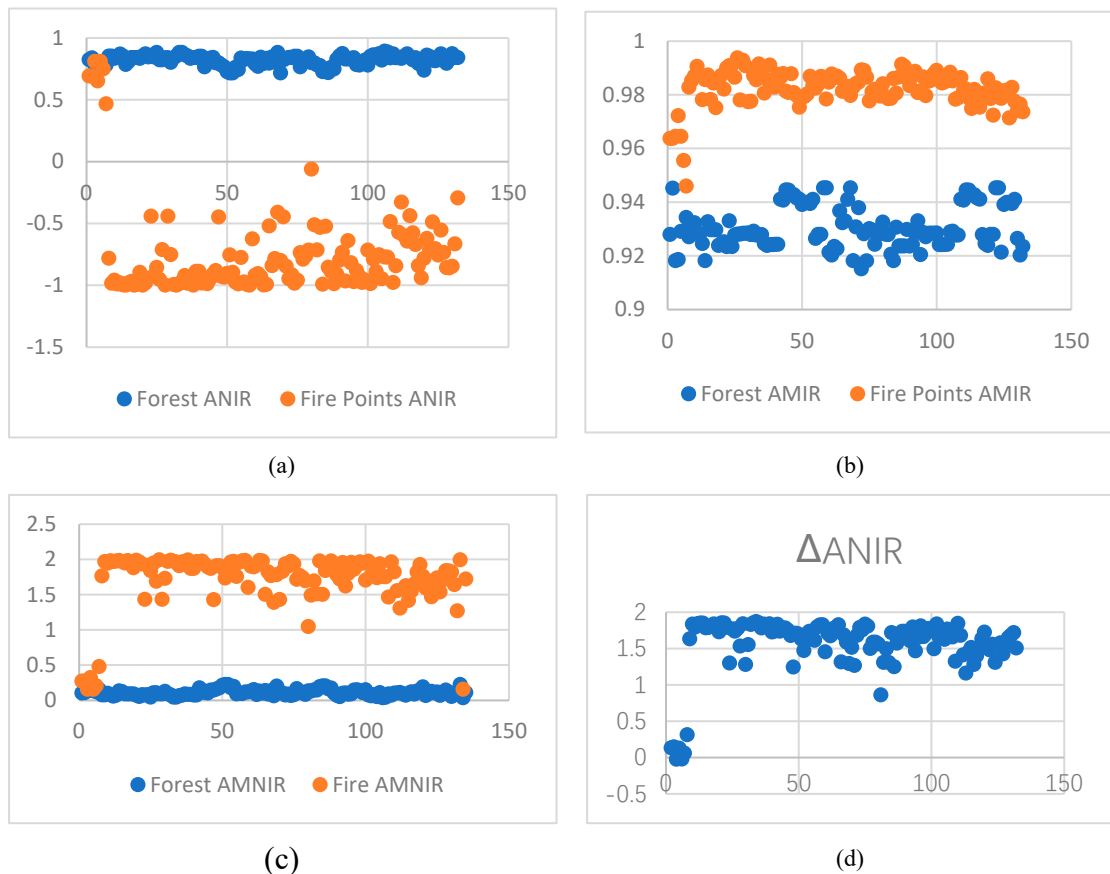 1
0.5
0
-0.5
-1
-1.5
0 50 100 150
Forest ANIR Fire Points ANIR
(a)
1
0.98
0.96
0.94
0.92
0.9
0 50 100 150
Forest AMIR Fire Points AMIR
(b)
2.5
2
1.5
1
0.5
0
0 50 100 150
Forest AMNIR Fire AMNIR
(c)
ΔANIR
2
1.5
1
0.5
0
-0.5
0 50 100 150
(d)